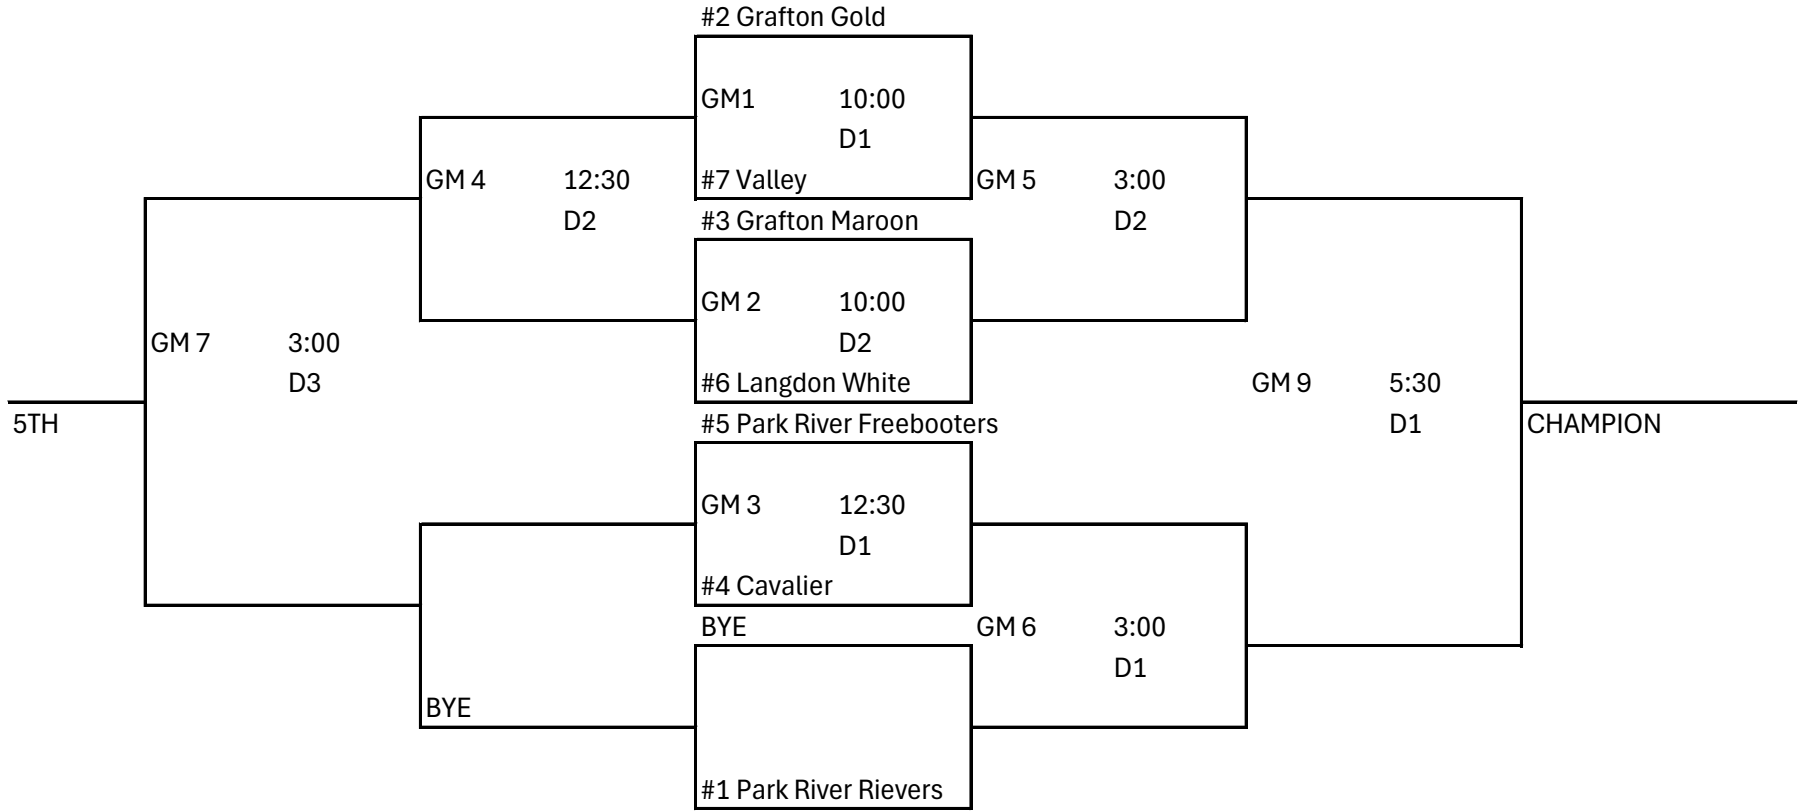 #2 Grafton Gold
GM1 10:00
D1
#7 Valley
GM 4 12:30
D2
GM 5 3:00
D2
#3 Grafton Maroon
GM 2 10:00
D2
#6 Langdon White
GM 7 3:00
D3
GM 9 5:30
D1
5TH
CHAMPION
#5 Park River Freebooters
GM 3 12:30
D1
#4 Cavalier
BYE
GM 6 3:00
D1
BYE
#1 Park River Rievers